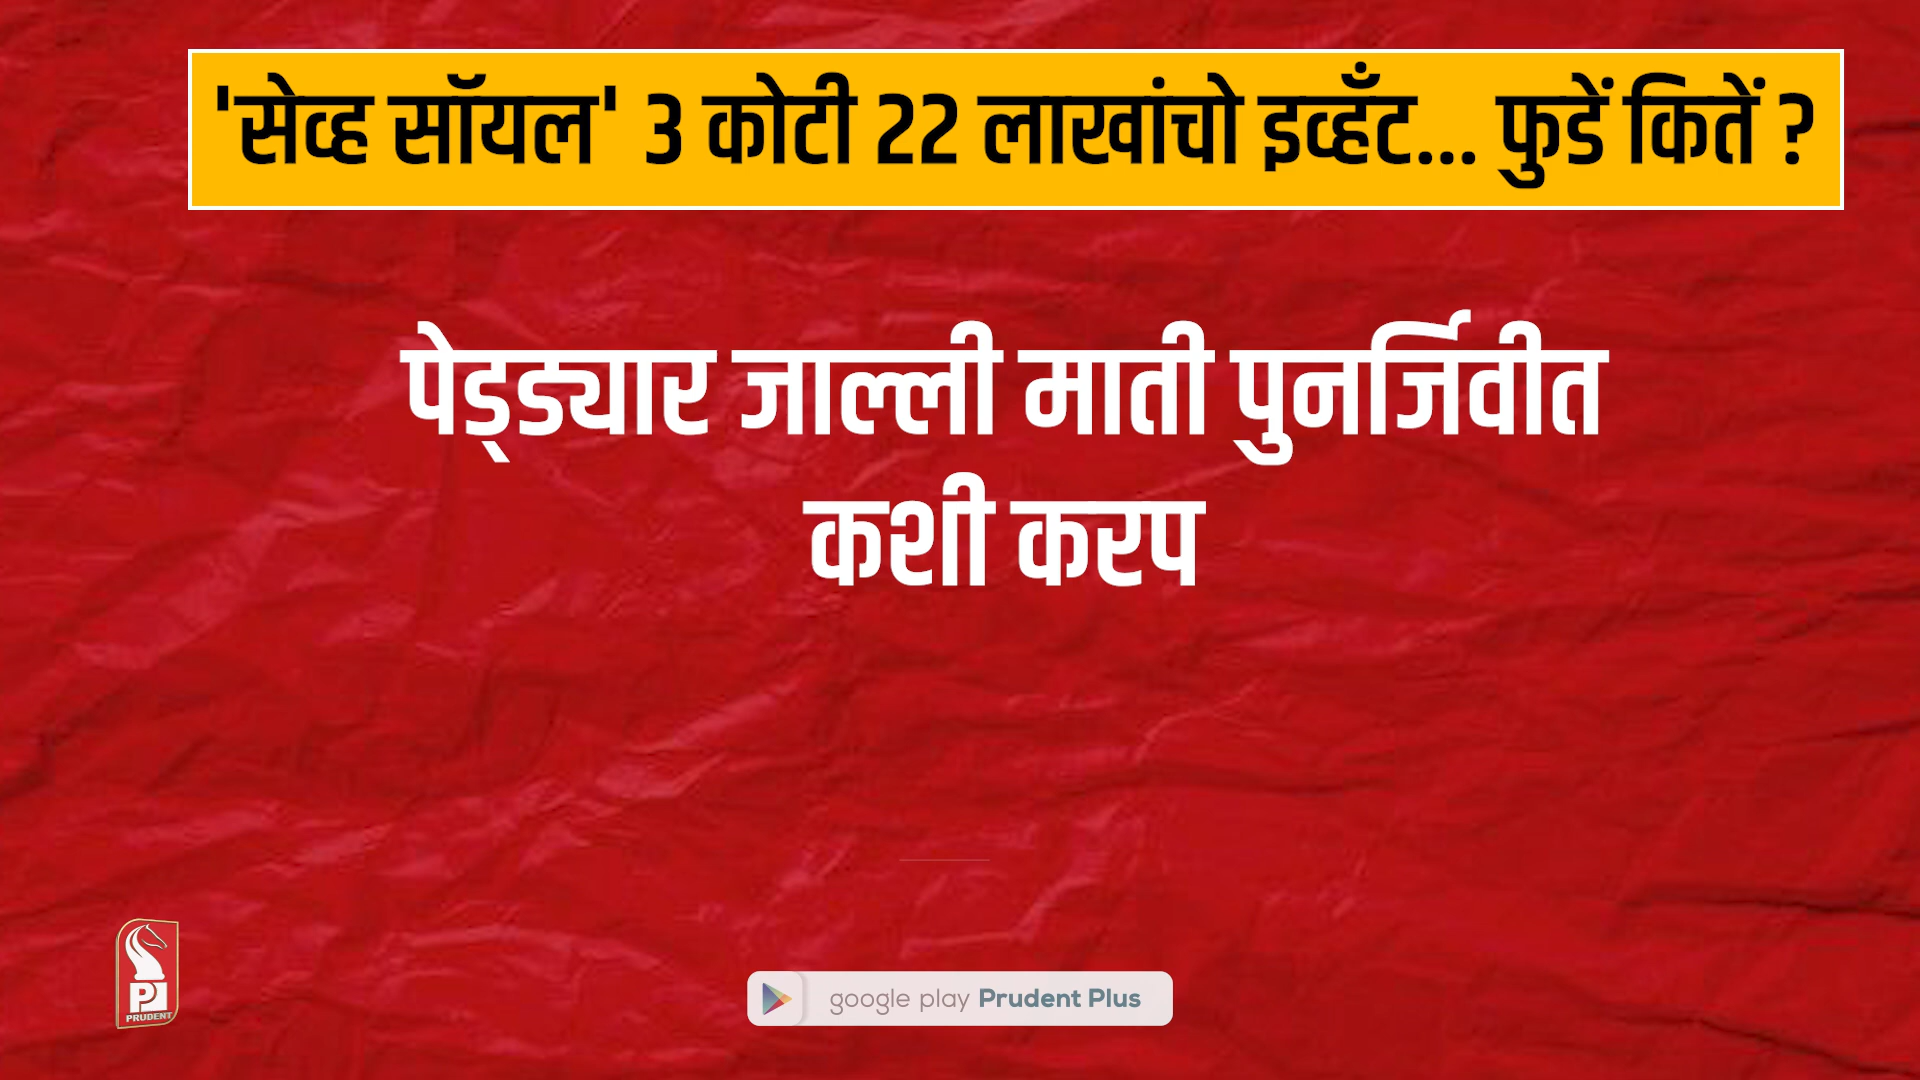 'सेव्ह सॉयल' 3 कोटी 22 लाखांचो इव्हँट... फुडें कितें ?
पेड्ड्यार जाल्ली माती पुनर्जिवीत
कशी करप
PRUDENT
google play Prudent Plus